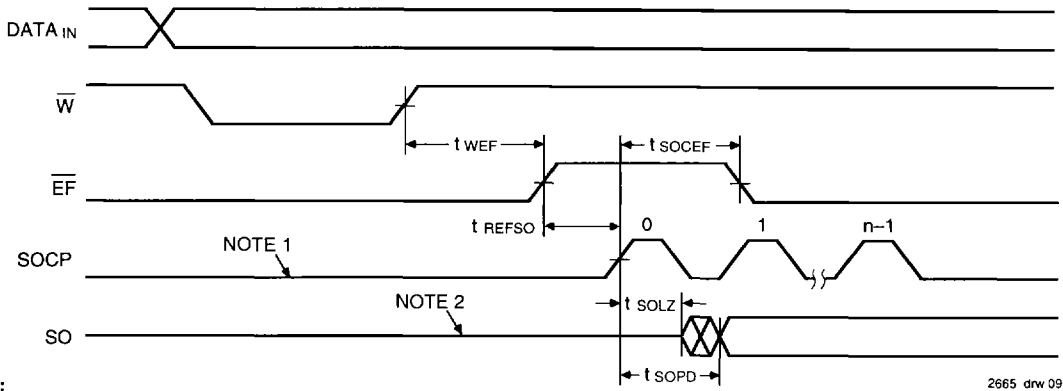 DATA IN
W
t WEF
t SOCEF
EF
t REFSO
0
1
n–1
NOTE 1
SOCP
NOTE 2
t SOLZ
SO
t SOPD
:
2665 drw 09